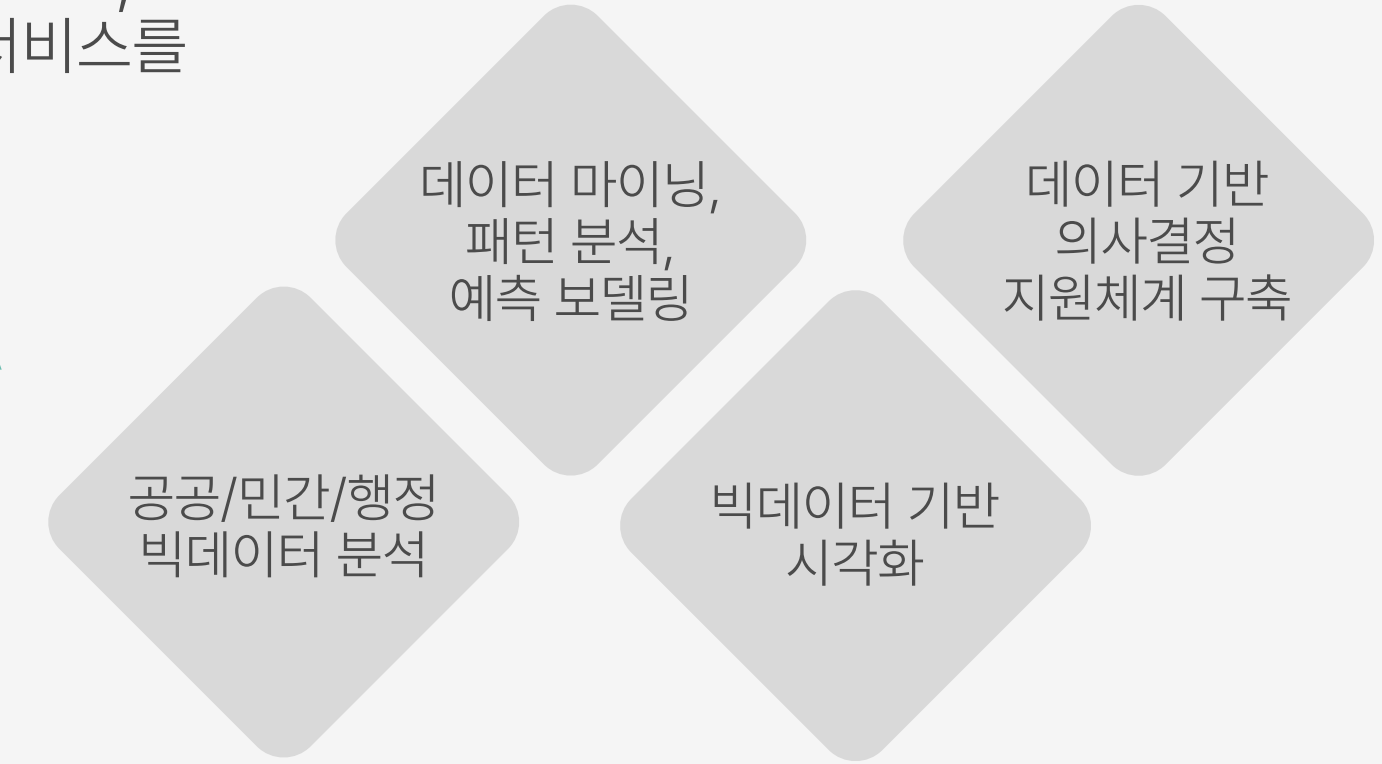 비스를
데이터 마이닝,
패턴 분석,
예측 보델링
데이터 기반
의사결정
지원체계 구축
공공/민간/행정
빅데이터 분석
빅데이터 기반
시각화